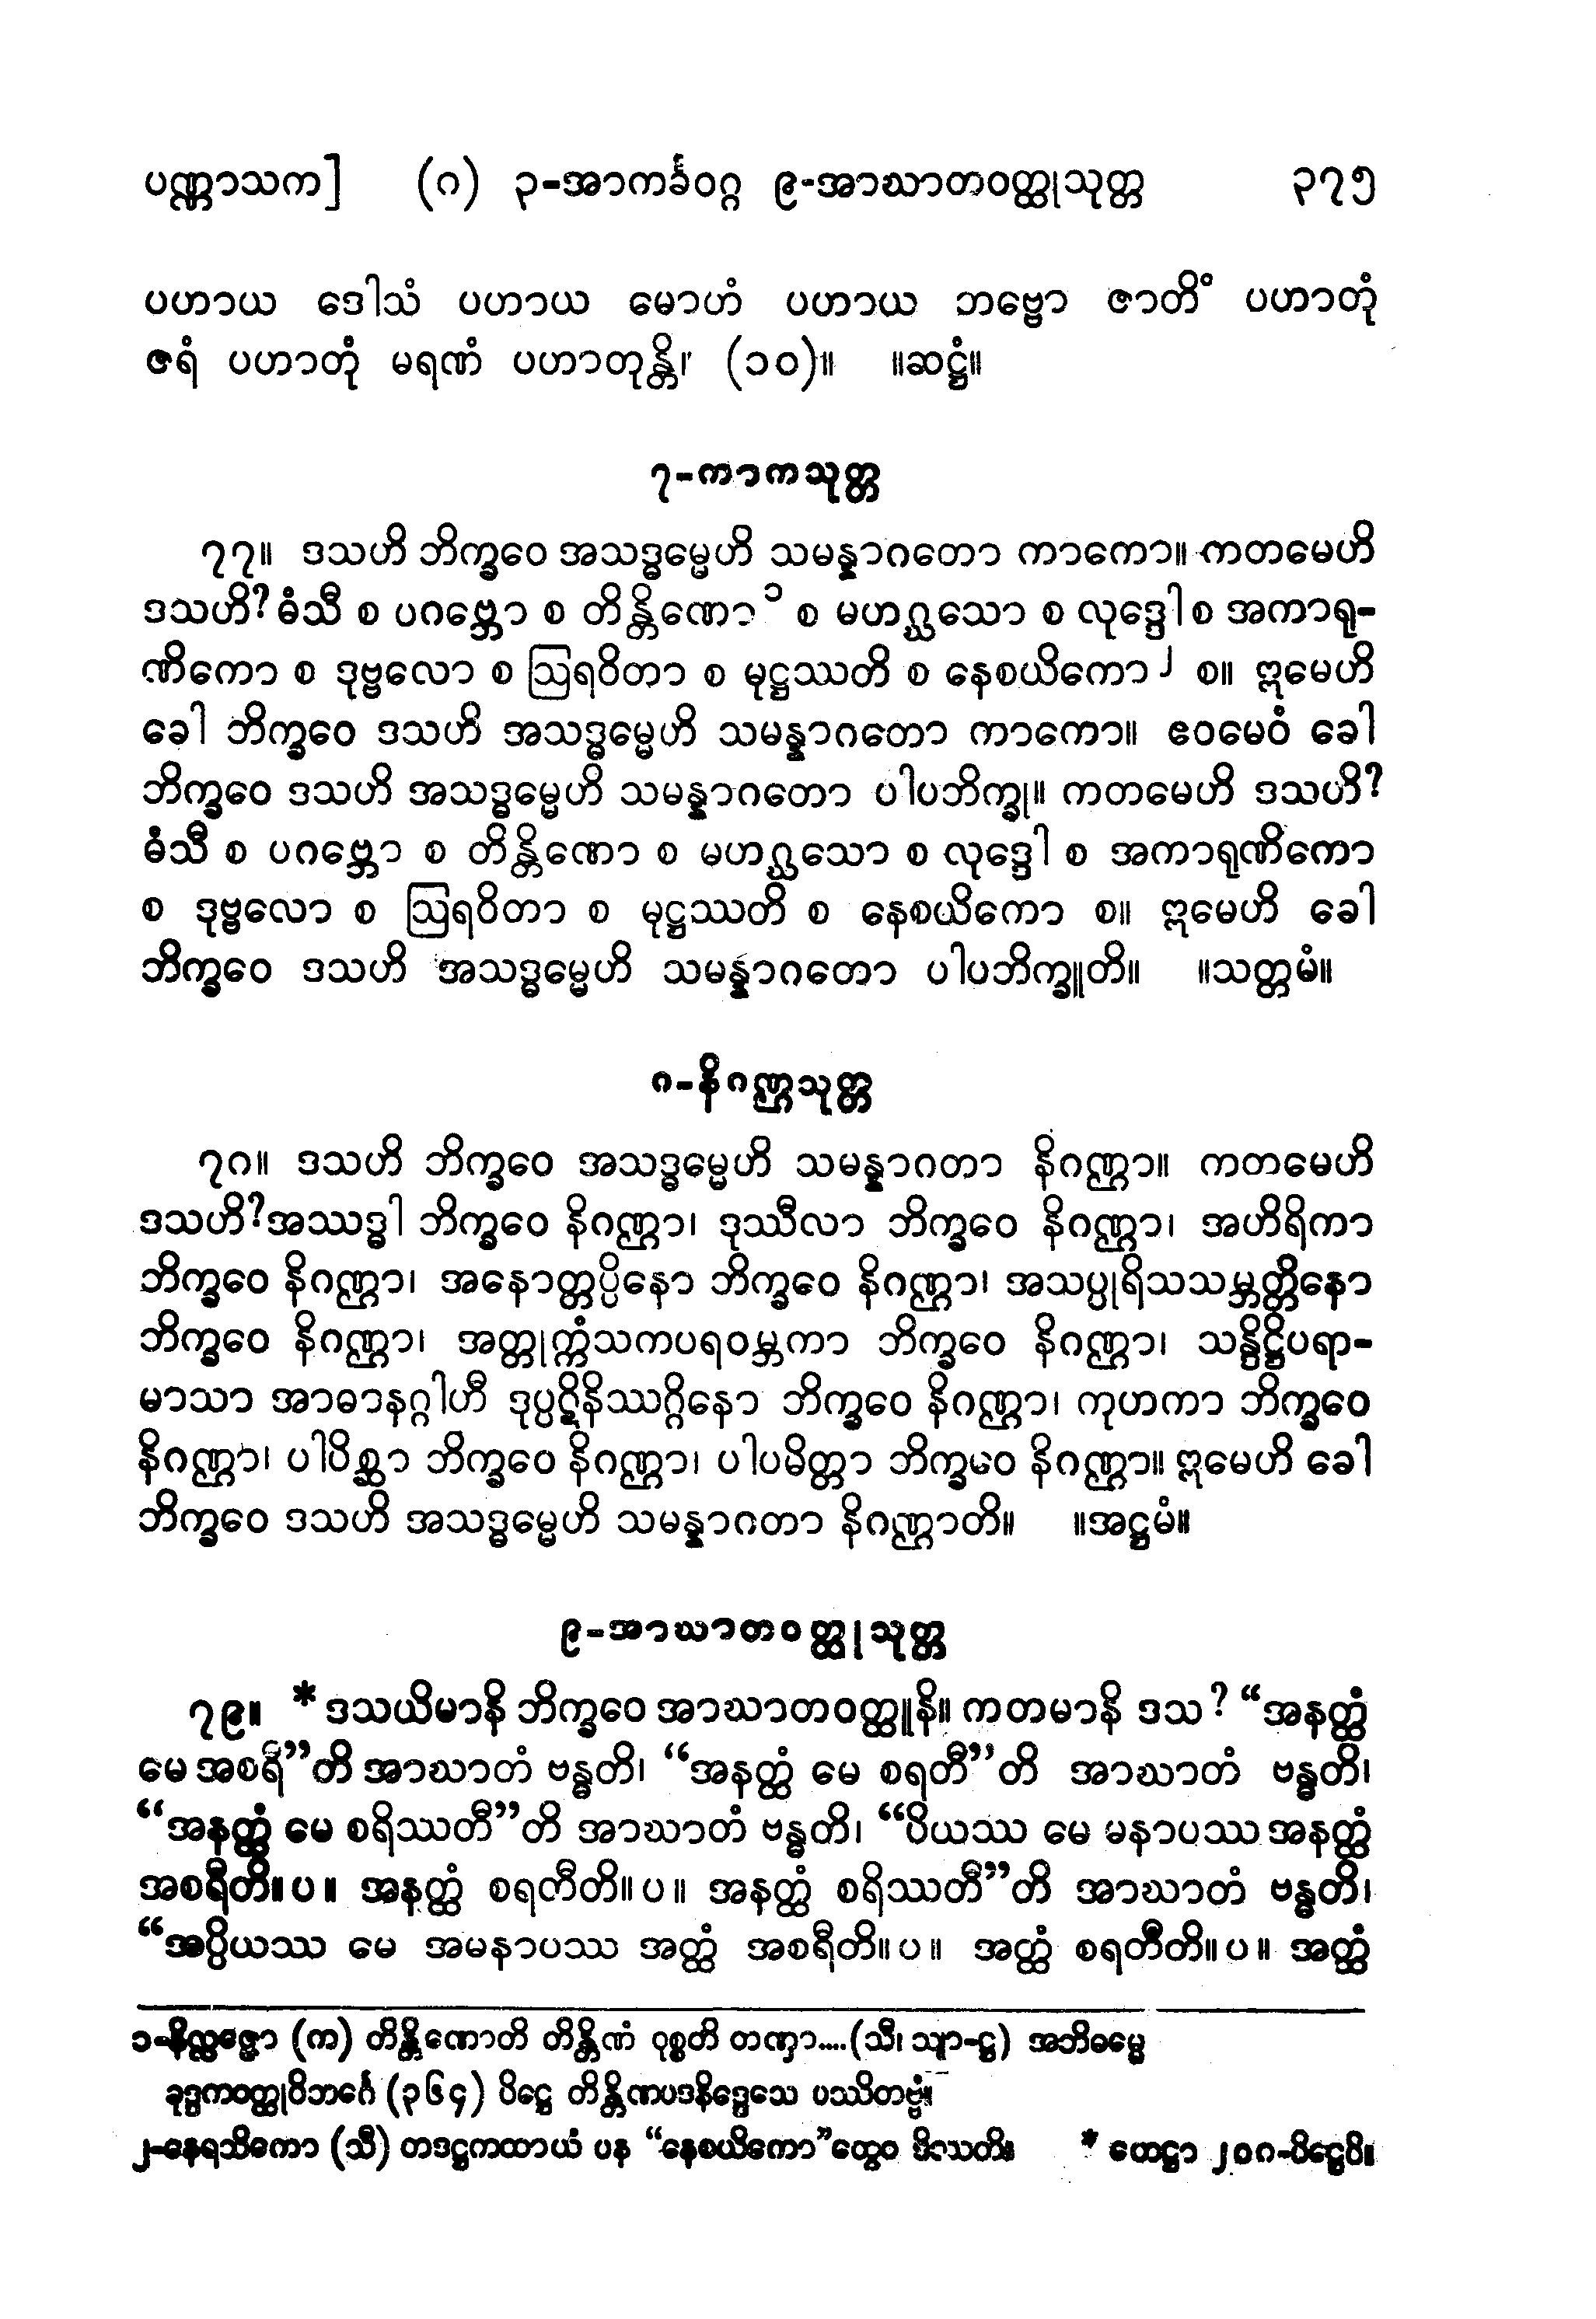 ပဏ္ဏာသက] (ဂ) ၃-အာကင်္ခဝဂ္ဂ ၉-အာဃာတဝတ္ထုသုတ္တ ၃၇၅
ပဟာယ ဒေါသံ ပဟာယ မောဟံ ပဟာယ ဘဗ္ဗော ဇာတိံ ပဟာတုံ
ဇရံ ပဟာတုံ မရဏံ ပဟာတုန္တိ၊ (၁၀)။ ။ဆဋ္ဌံ။
၇-ကာကသုတ္တ
၇၇။ ဒသဟိ ဘိက္ခဝေ အသဒ္ဓမ္မေဟိ သမန္နာဂတော ကာကော။ ကတမေဟိ
ဒသဟိ? ဓံသီ စ ပဂဗ္ဘော စ တိန္တိဏော ၁ စ မဟဂ္ဃသော စ လုဒ္ဒေါ စ အကာရု-
ဏိကော စ ဒုဗ္ဗလော စ ဩရဝိတာ စ မုဋ္ဌဿတိ စ နေစယိကော ၂ စ။ ဣမေဟိ
ခေါ ဘိက္ခဝေ ဒသဟိ အသဒ္ဓမ္မေဟိ သမန္နာဂတော ကာကော။ ဧဝမေဝံ ခေါ
ဘိက္ခဝေ ဒသဟိ အသဒ္ဓမ္မေဟိ သမန္နာဂတော ပါပဘိက္ခု။ ကတမေဟိ ဒသဟိ?
ဓံသီ စ ပဂဗ္ဘော စ တိန္တိဏော စ မဟဂ္ဃသော စ လုဒ္ဒေါ စ အကာရုဏိကော
စ ဒုဗ္ဗလော စ ဩရဝိတာ စ မုဋ္ဌဿတိ စ နေစယိကော စ။ ဣမေဟိ ခေါ
ဘိက္ခဝေ ဒသဟိ အသဒ္ဓမ္မေဟိ သမန္နာဂတော ပါပဘိက္ခူတိ။ ။သတ္တမံ။
၈-နိဂဏ္ဌသုတ္တ
၇၈။ ဒသဟိ ဘိက္ခဝေ အသဒ္ဓမ္မေဟိ သမန္နာဂတာ နိဂဏ္ဌာ။ ကတမေဟိ
ဒသဟိ? အဿဒ္ဓါ ဘိက္ခဝေ နိဂဏ္ဌာ၊ ဒုဿီလာ ဘိက္ခဝေ နိဂဏ္ဌာ၊ အဟိရိကာ
ဘိက္ခဝေ နိဂဏ္ဌာ၊ အနောတ္တပ္ပိနော ဘိက္ခဝေ နိဂဏ္ဌာ၊ အသပ္ပုရိသသမ္ဘတ္တိနော
ဘိက္ခဝေ နိဂဏ္ဌာ၊ အတ္တုက္ကံသကပရဝမ္ဘကာ ဘိက္ခဝေ နိဂဏ္ဌာ၊ သန္ဒိဋ္ဌိပရာ-
မာသာ အာဓာနဂ္ဂါဟီ ဒုပ္ပဋိနိဿဂ္ဂိနော ဘိက္ခဝေ နိဂဏ္ဌာ၊ ကုဟကာ ဘိက္ခဝေ
နိဂဏ္ဌာ၊ ပါပိစ္ဆာ ဘိက္ခဝေ နိဂဏ္ဌာ၊ ပါပမိတ္တာ ဘိက္ခဝေ နိဂဏ္ဌာ။ ဣမေဟိ ခေါ
ဘိက္ခဝေ ဒသဟိ အသဒ္ဓမ္မေဟိ သမန္နာဂတာ နိဂဏ္ဌာတိ။ ။အဋ္ဌမံ။
၉-အာဃာတဝတ္ထုသုတ္တ
၇၉။ * ဒသယိမာနိ ဘိက္ခဝေ အာဃာတဝတ္ထူနိ။ ကတမာနိ ဒသ? “အနတ္ထံ
မေ အစရီ”တိ အာဃာတံ ဗန္ဓတိ၊ “အနတ္ထံ မေ စရတီ”တိ အာဃာတံ ဗန္ဓတိ၊
“အနတ္ထံ မေ စရိဿတီ”တိ အာဃာတံ ဗန္ဓတိ၊ “ပိယဿ မေ မနာပဿ အနတ္ထံ
အစရီတိ။ ပ။ အနတ္ထံ စရတီတိ။ ပ။ အနတ္ထံ စရိဿတီ”တိ အာဃာတံ ဗန္ဓတိ၊
“အပ္ပိယဿ မေ အမနာပဿ အတ္ထံ အစရီတိ။ ပ။ အတ္ထံ စရတီတိ။ ပ။ အတ္ထံ
၁-နိလ္လဇ္ဇော (က) တိန္တိဏောတိ တိန္တိဏံ ဝုစ္စတိ တဏှာ....(သီ၊ သျာ-ဋ္ဌ) အဘိဓမ္မေ
ခုဒ္ဒကဝတ္ထုဝိဘင်္ဂေ (၃၆၄) ပိဋ္ဌေ တိန္တိဏပဒနိဒ္ဒေသေ ပဿိတဗ္ဗံ။
၂-နေရသိကော (သီ) တဒဋ္ဌကထာယံ ပန “နေစယိကော”တွေဝ ဒိဿတိ။ * ဟေဋ္ဌာ ၂၀၈-ပိဋ္ဌေပိ။